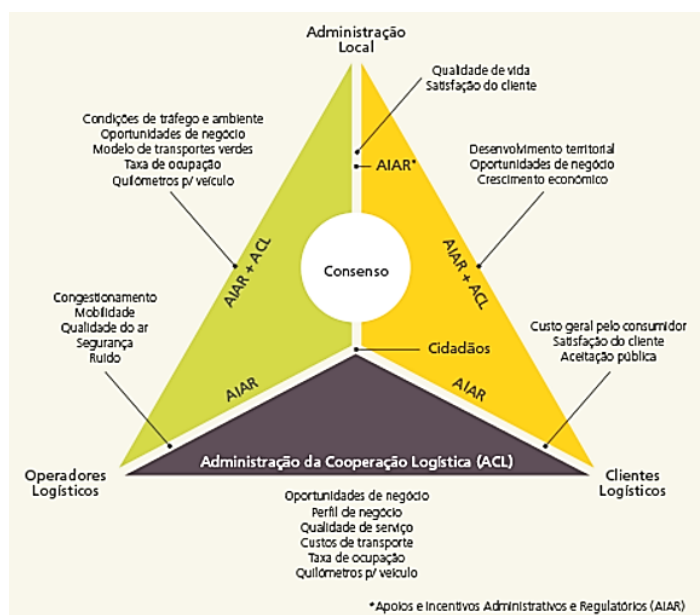 Administração
Local
Qualidade de vida
Satisfação do cliente
Condições de tráfego e ambiente
Oportunidades de negócio
Modelo de transportes verdes
Taxa de ocupação
Quilómetros p/ veículo
AIAR*
Desenvolvimento territorial
Oportunidades de negócio
Crescimento económico
AIAR + ACL
AIAR + ACL
Consenso
Congestionamento
Mobilidade
Qualidade do ar
Segurança
Ruído
Cidadãos
Custo geral pelo consumidor
Satisfação do cliente
Aceitação pública
AIAR
AIAR
Operadores
Logísticos
Administração da Cooperação Logística (ACL)
Clientes
Logísticos
Oportunidades de negócio
Perfil de negócio
Qualidade de serviço
Custos de transporte
Taxa de ocupação
Quilómetros p/ veículo
*Apoios e Incentivos Administrativos e Regulatórios (AIAR)